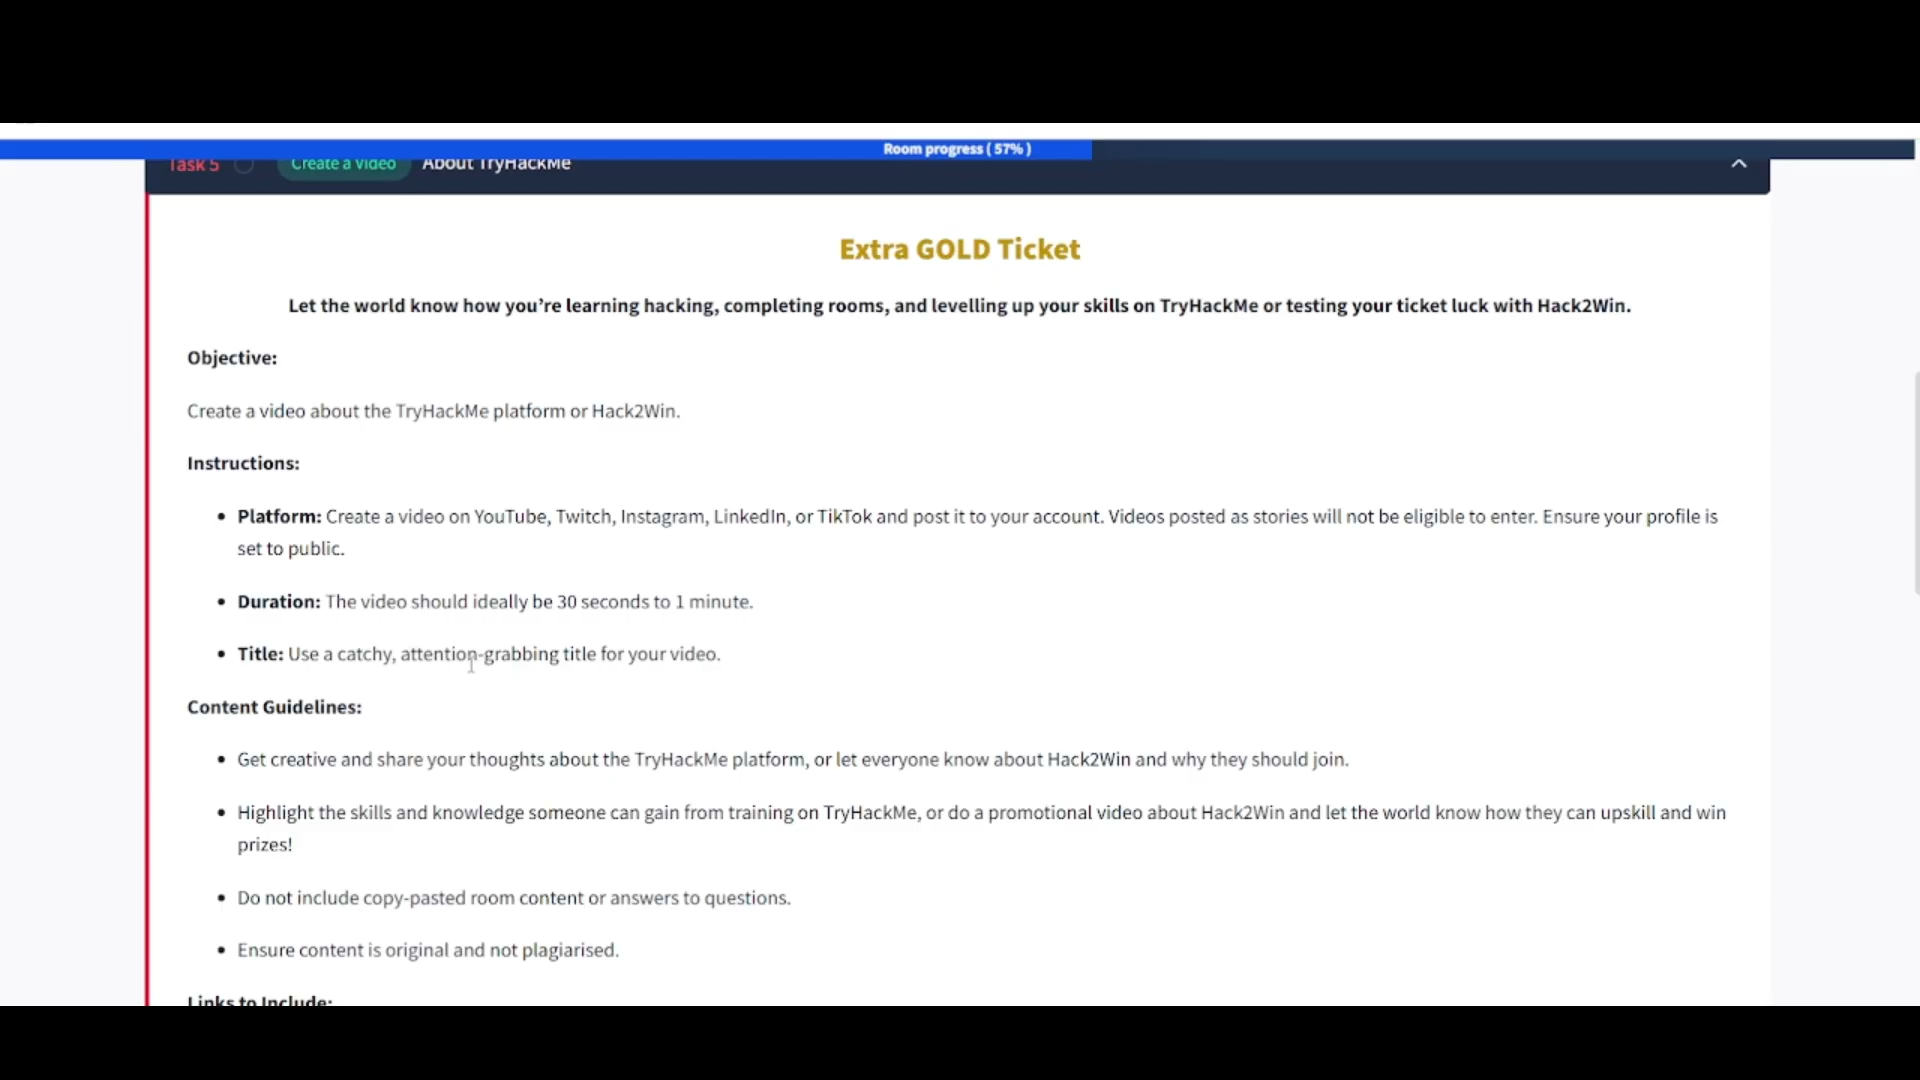 Room progress ( 57% )
Task 5 Create a Video About TryHackMe
Extra GOLD Ticket
Let the world know how you’re learning hacking, completing rooms, and levelling up your skills on TryHackMe or testing your ticket luck with Hack2Win.
Objective:
Create a video about the TryHackMe platform or Hack2Win.
Instructions:
• Platform: Create a video on YouTube, Twitch, Instagram, LinkedIn, or TikTok and post it to your account. Videos posted as stories will not be eligible to enter. Ensure your profile is
set to public.
• Duration: The video should ideally be 30 seconds to 1 minute.
• Title: Use a catchy, attention-grabbing title for your video.
Content Guidelines:
• Get creative and share your thoughts about the TryHackMe platform, or let everyone know about Hack2Win and why they should join.
• Highlight the skills and knowledge someone can gain from training on TryHackMe, or do a promotional video about Hack2Win and let the world know how they can upskill and win
prizes!
• Do not include copy-pasted room content or answers to questions.
• Ensure content is original and not plagiarised.
Links to Include: